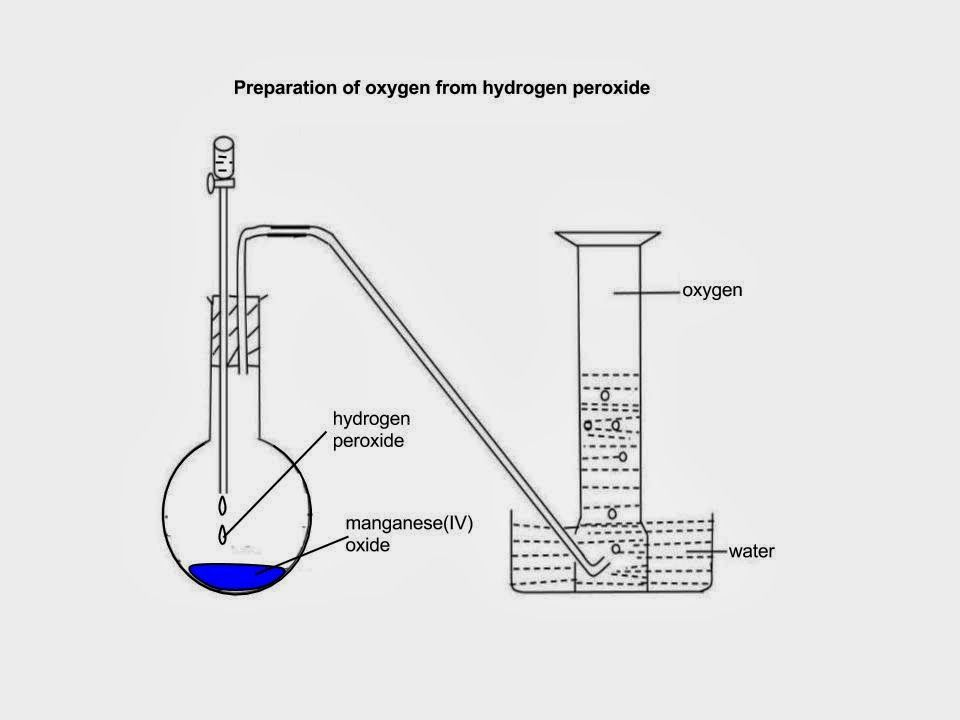 Preparation of oxygen from hydrogen peroxide
oxygen
hydrogen
peroxide
manganese(IV)
oxide
water